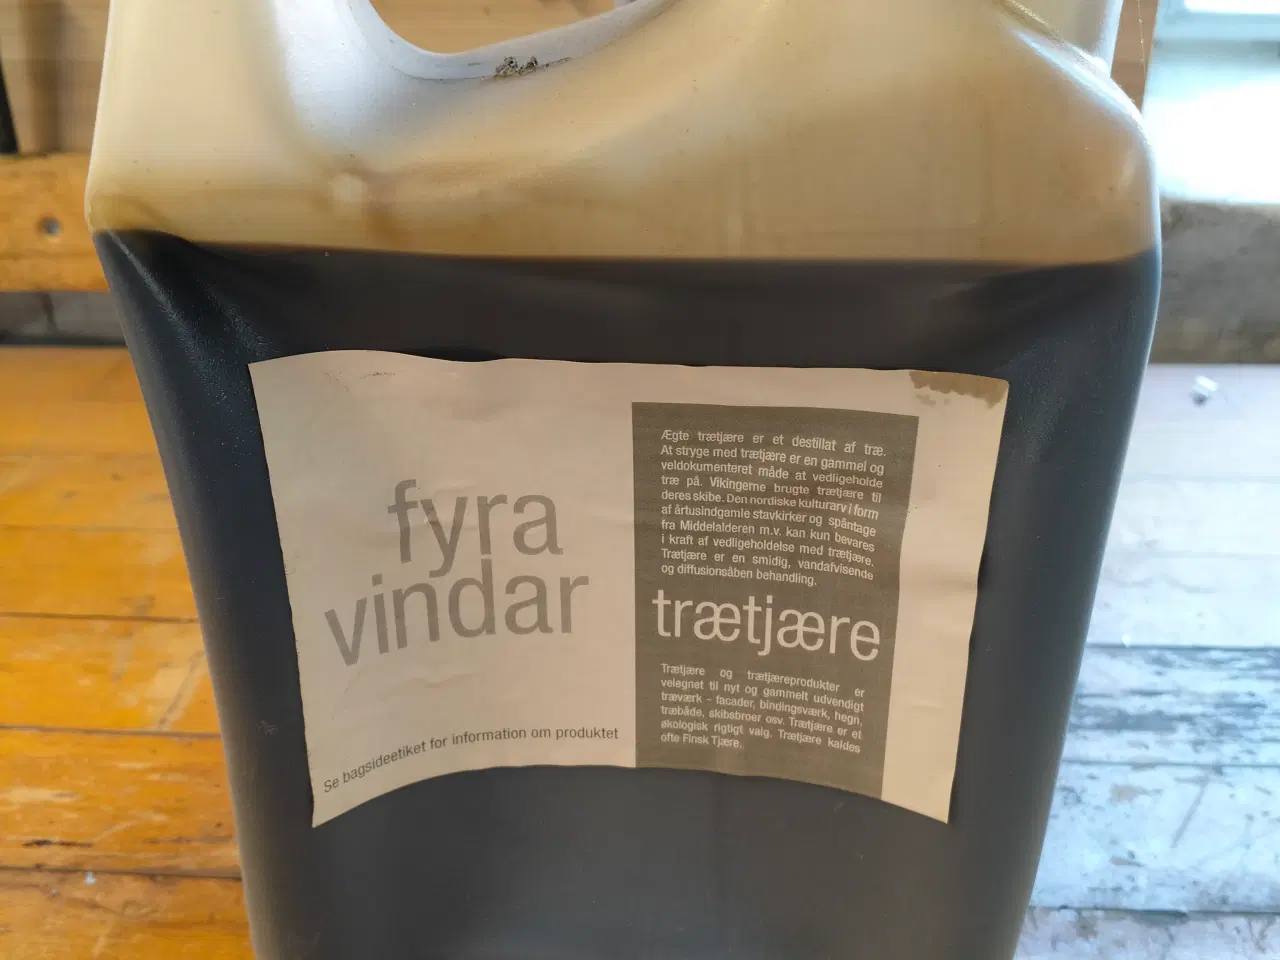 fyra
vindar
Se bagsideetiket for information om produktet
Ægte trætjære er et destillat af træ.
At stryge med trætjære er en gammel og
veldokumenteret måde at vedligeholde
træ på. Vikingerne brugte trætjære til
deres skibe. Den nordiske kulturarv i form
af årtusindgamle stavkirker og spåntage
fra Middelalderen m.v. kan kun bevares
i kraft af vedligeholdelse med trætjære.
Trætjære er en smidig, vandafvisende
og diffusionsåben behandling.
trætjære
Trætjære og trætjæreprodukter er
velegnet til nyt og gammelt udvendigt
træværk - facader, bindingsværk, hegn,
træbåde, skibsbroer osv. Trætjære er et
økologisk rigtigt valg. Trætjære kaldes
ofte Finsk Tjære.